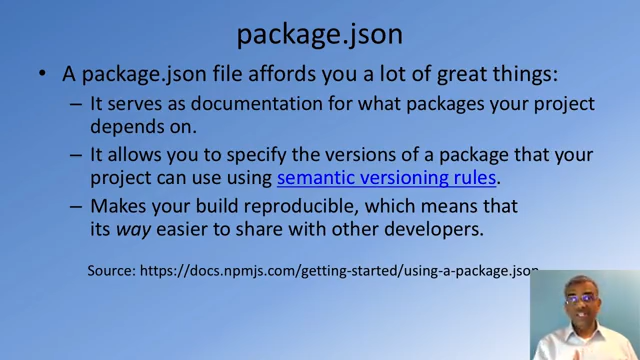 package.json
• A package.json file affords you a lot of great things:
– It serves as documentation for what packages your project
depends on.
– It allows you to specify the versions of a package that your
project can use using semantic versioning rules.
– Makes your build reproducible, which means that
its way easier to share with other developers.
Source: https://docs.npmjs.com/getting-started/using-a-package.json